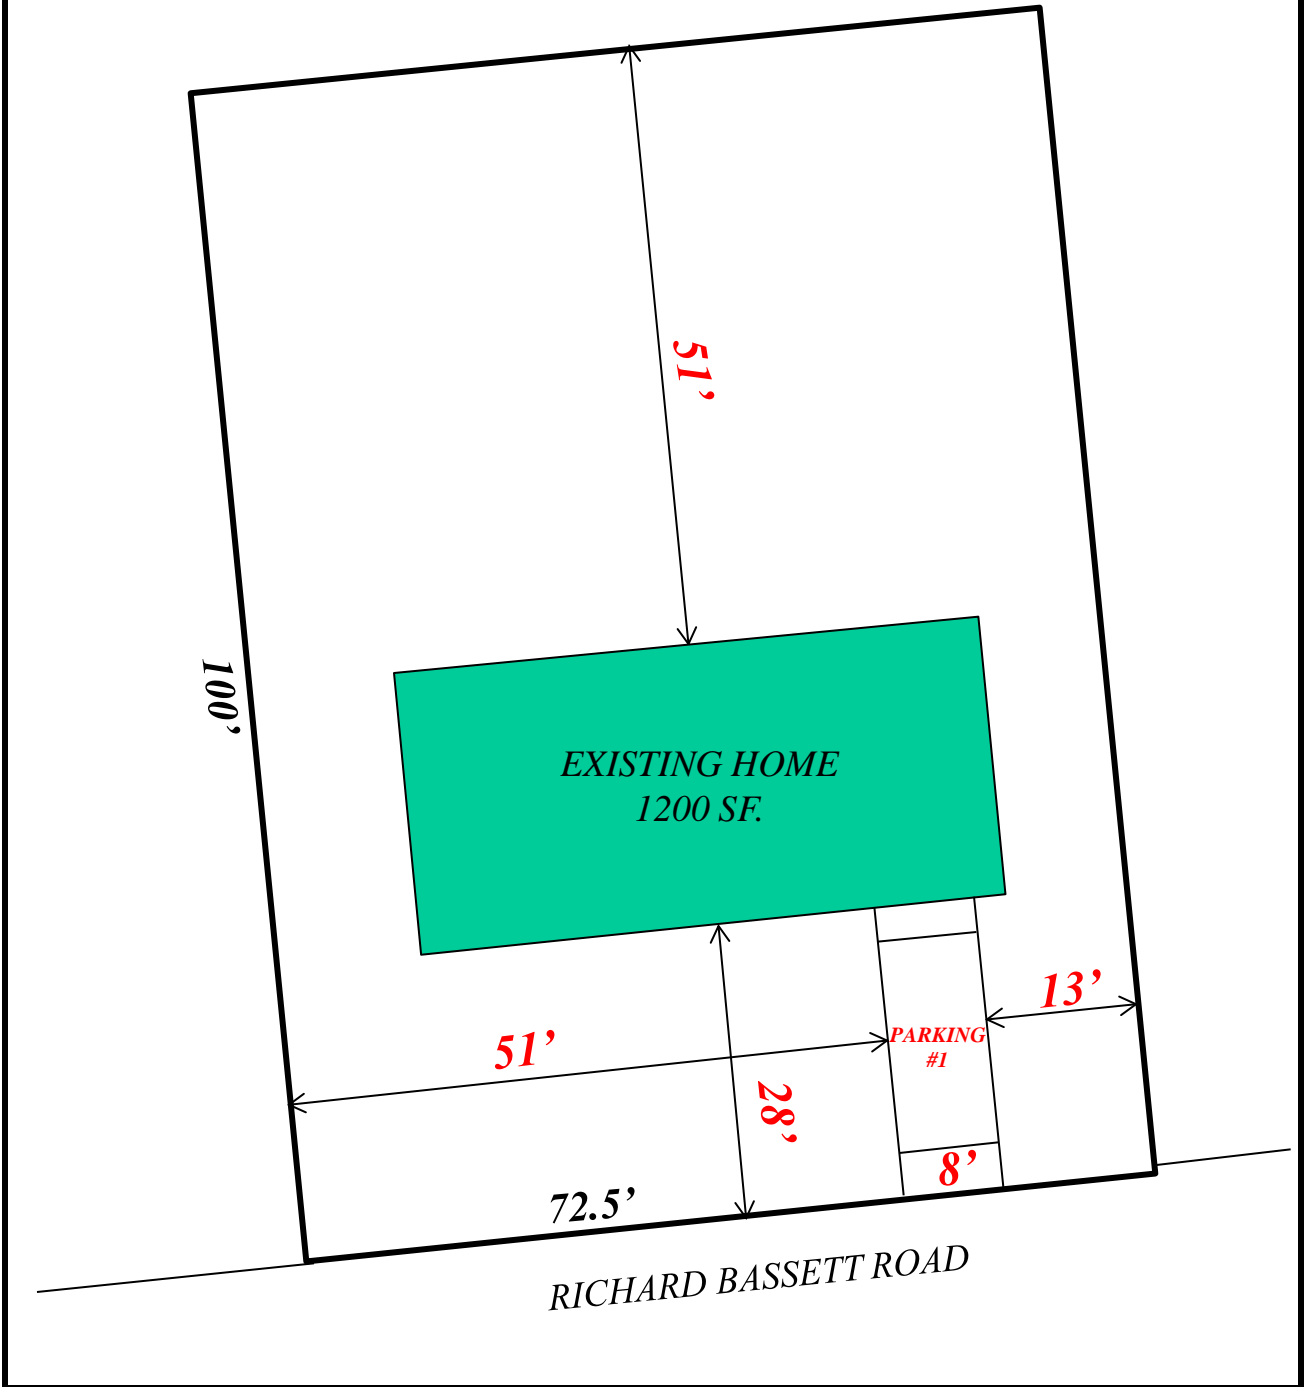 51’
100’
EXISTING HOME
1200 SF.
13’
51’
PARKING
#1
28’
8’
72.5’
RICHARD BASSETT ROAD